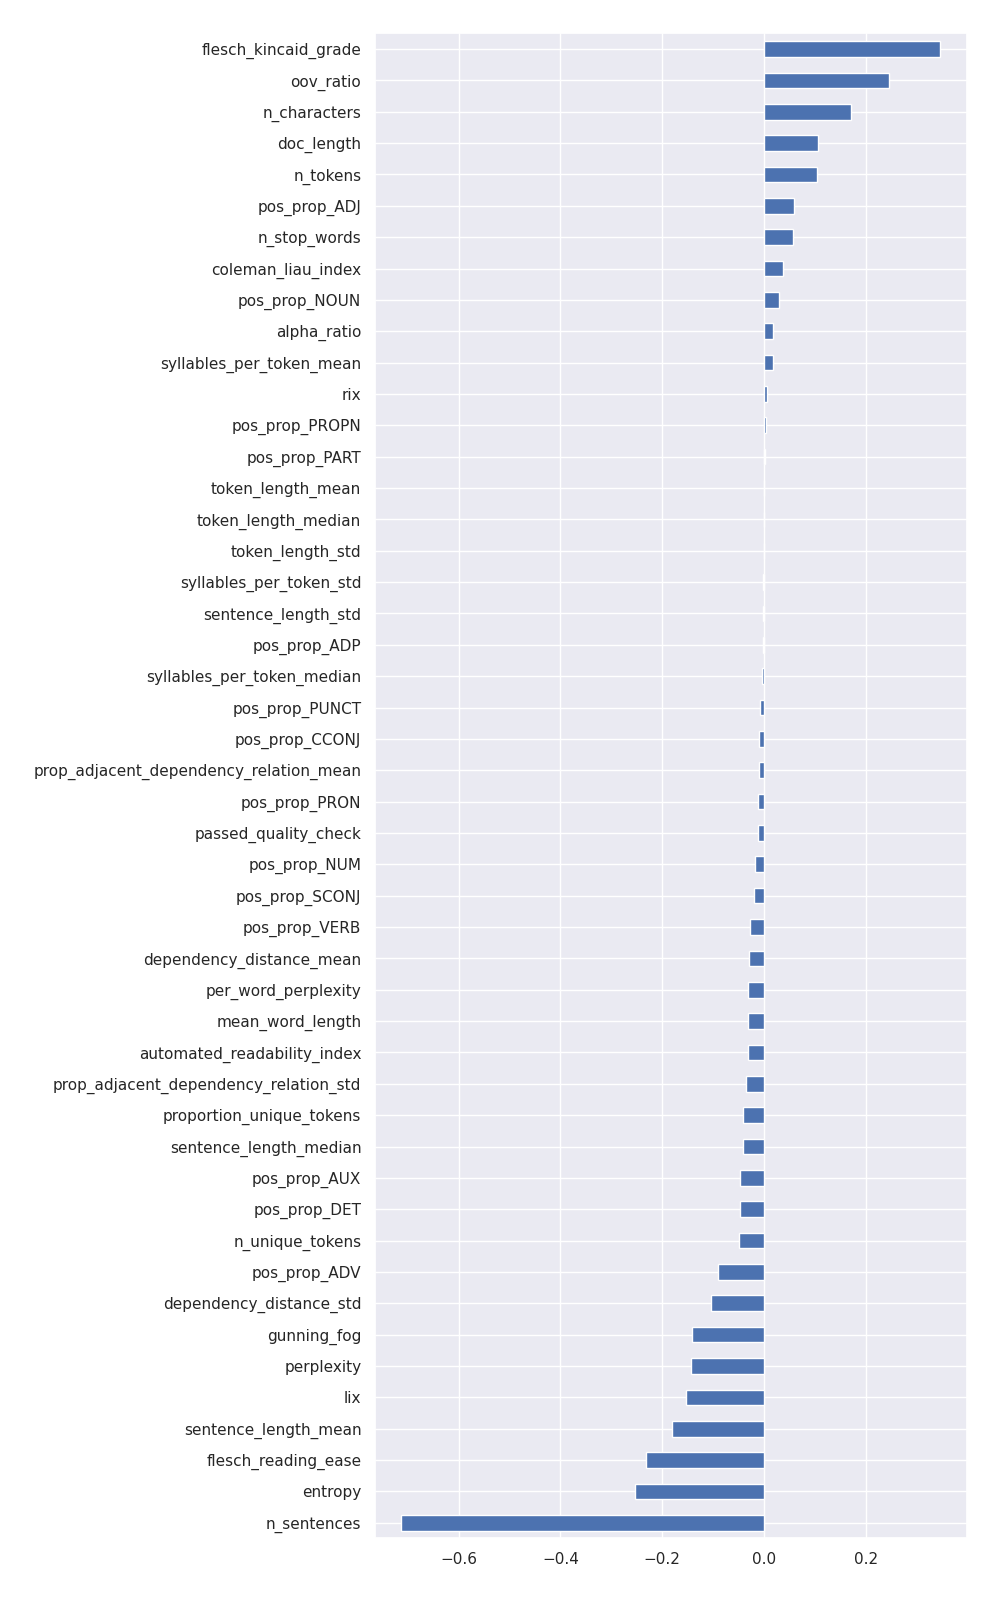 flesch_kincaid_grade
oov_ratio
n_characters
doc_length
n_tokens
pos_prop_ADJ
n_stop_words
coleman_liau_index
pos_prop_NOUN
alpha_ratio
syllables_per_token_mean
rix
pos_prop_PROPN
pos_prop_PART
token_length_mean
token_length_median
token_length_std
syllables_per_token_std
sentence_length_std
pos_prop_ADP
syllables_per_token_median
pos_prop_PUNCT
pos_prop_CCONJ
prop_adjacent_dependency_relation_mean
pos_prop_PRON
passed_quality_check
pos_prop_NUM
pos_prop_SCONJ
pos_prop_VERB
dependency_distance_mean
per_word_perplexity
mean_word_length
automated_readability_index
prop_adjacent_dependency_relation_std
proportion_unique_tokens
sentence_length_median
pos_prop_AUX
pos_prop_DET
n_unique_tokens
pos_prop_ADV
dependency_distance_std
gunning_fog
perplexity
lix
sentence_length_mean
flesch_reading_ease
entropy
n_sentences
−0.6 −0.4 −0.2 0.0 0.2